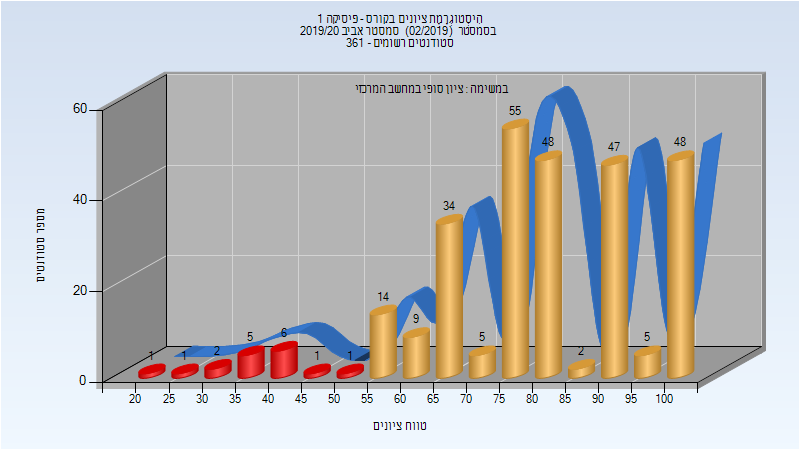 היסטוגרמת ציונים בקורס - פיסיקה 1
בסמסטר (02/2019) סמסטר אביב 2019/20
סטודנטים רשומים - 361
במשימה : ציון סופי במחשב המרכזי
מספר סטודנטים
60
40
20
0
1 1 2 5 6 1 1 14 9 34 5 55 48 2 47 5 48
20 25 30 35 40 45 50 55 60 65 70 75 80 85 90 95 100
טווח ציונים